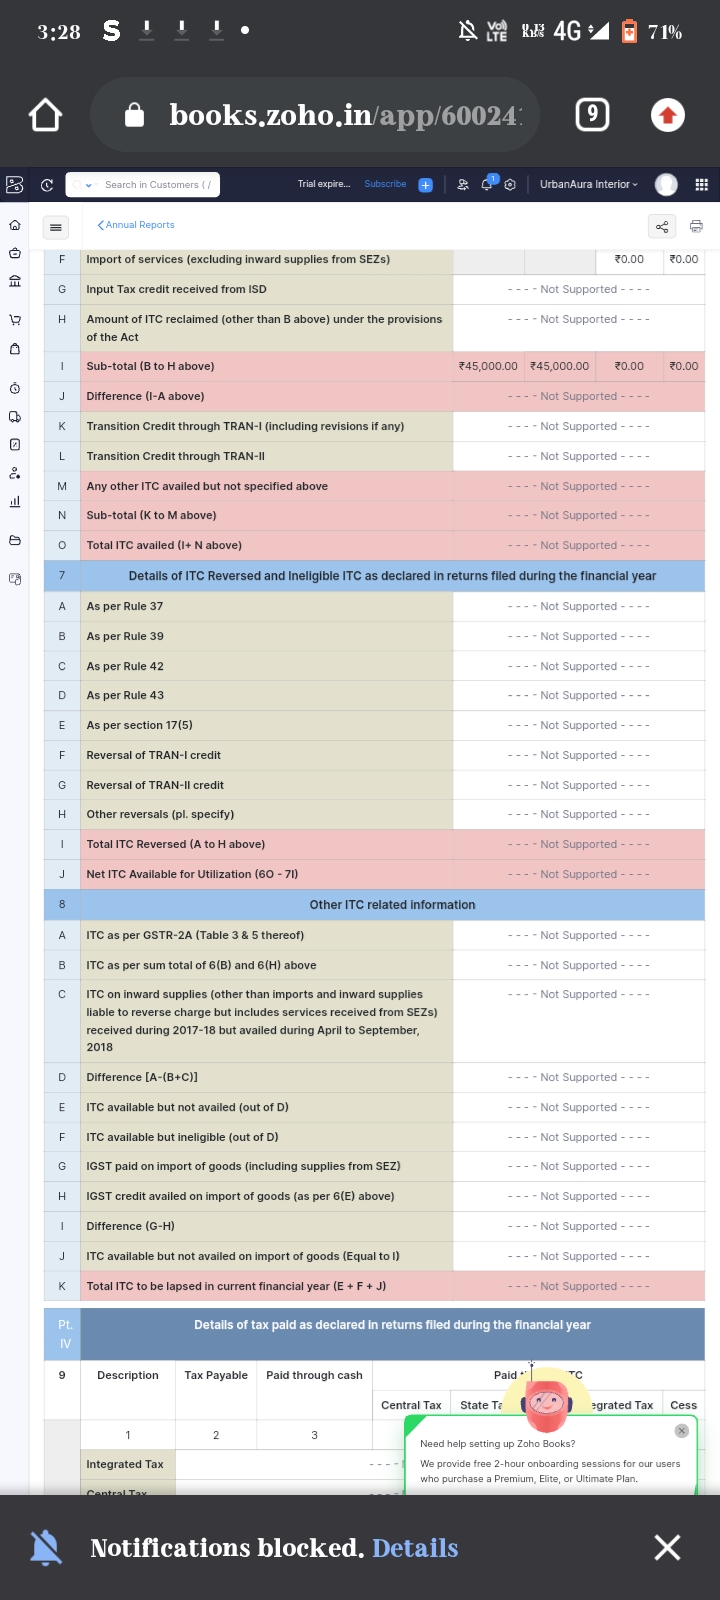 3:28 S VoLTE 0.13 KB/S 4G 71%
books.zoho.in/app/60024
9
Search in Customers ( /
Trial expire... Subscribe 1 UrbanAura Interior
Annual Reports
F Import of services (excluding inward supplies from SEZs) ₹0.00 ₹0.00
G Input Tax credit received from ISD - - - - Not Supported - - - -
H Amount of ITC reclaimed (other than B above) under the provisions - - - - Not Supported - - - -
of the Act
I Sub-total (B to H above) ₹45,000.00 ₹45,000.00 ₹0.00 ₹0.00
J Difference (I-A above) - - - - Not Supported - - - -
K Transition Credit through TRAN-I (including revisions if any) - - - - Not Supported - - - -
L Transition Credit through TRAN-II - - - - Not Supported - - - -
M Any other ITC availed but not specified above - - - - Not Supported - - - -
N Sub-total (K to M above) - - - - Not Supported - - - -
O Total ITC availed (I+ N above) - - - - Not Supported - - - -
7 Details of ITC Reversed and Ineligible ITC as declared in returns filed during the financial year
A As per Rule 37 - - - - Not Supported - - - -
B As per Rule 39 - - - - Not Supported - - - -
C As per Rule 42 - - - - Not Supported - - - -
D As per Rule 43 - - - - Not Supported - - - -
E As per section 17(5) - - - - Not Supported - - - -
F Reversal of TRAN-I credit - - - - Not Supported - - - -
G Reversal of TRAN-II credit - - - - Not Supported - - - -
H Other reversals (pl. specify) - - - - Not Supported - - - -
I Total ITC Reversed (A to H above) - - - - Not Supported - - - -
J Net ITC Available for Utilization (6O - 7I) - - - - Not Supported - - - -
8 Other ITC related information
A ITC as per GSTR-2A (Table 3 & 5 thereof) - - - - Not Supported - - - -
B ITC as per sum total of 6(B) and 6(H) above - - - - Not Supported - - - -
C ITC on inward supplies (other than imports and inward supplies - - - - Not Supported - - - -
liable to reverse charge but includes services received from SEZs)
received during 2017-18 but availed during April to September,
2018
D Difference [A-(B+C)] - - - - Not Supported - - - -
E ITC available but not availed (out of D) - - - - Not Supported - - - -
F ITC available but ineligible (out of D) - - - - Not Supported - - - -
G IGST paid on import of goods (including supplies from SEZ) - - - - Not Supported - - - -
H IGST credit availed on import of goods (as per 6(E) above) - - - - Not Supported - - - -
I Difference (G-H) - - - - Not Supported - - - -
J ITC available but not availed on import of goods (Equal to I) - - - - Not Supported - - - -
K Total ITC to be lapsed in current financial year (E + F + J) - - - - Not Supported - - - -
Pt. Details of tax paid as declared in returns filed during the financial year
IV
9 Description Tax Payable Paid through cash Paid
Central Tax State Cess
1 2 3
Integrated Tax
Central Tax
Need help setting up Zoho Books?
We provide free 2-hour onboarding sessions for our users
who purchase a Premium, Elite, or Ultimate Plan.
Notifications blocked. Details